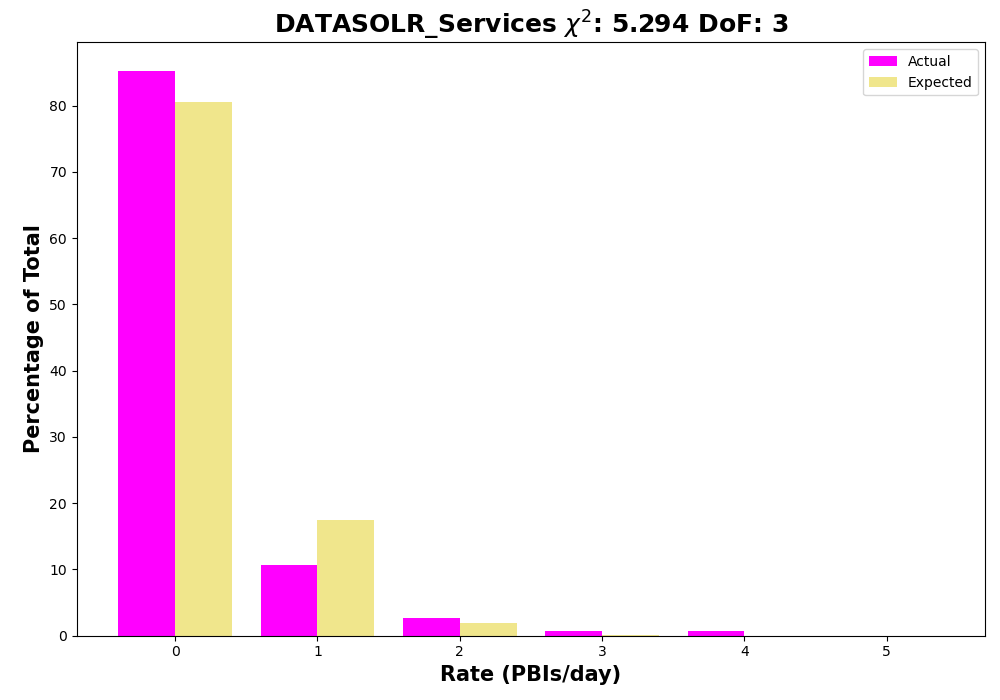 DATASOLR_Services χ²: 5.294 DoF: 3
Actual
Expected
Percentage of Total
80
70
60
50
40
30
20
10
0
0 1 2 3 4 5
Rate (PBIs/day)